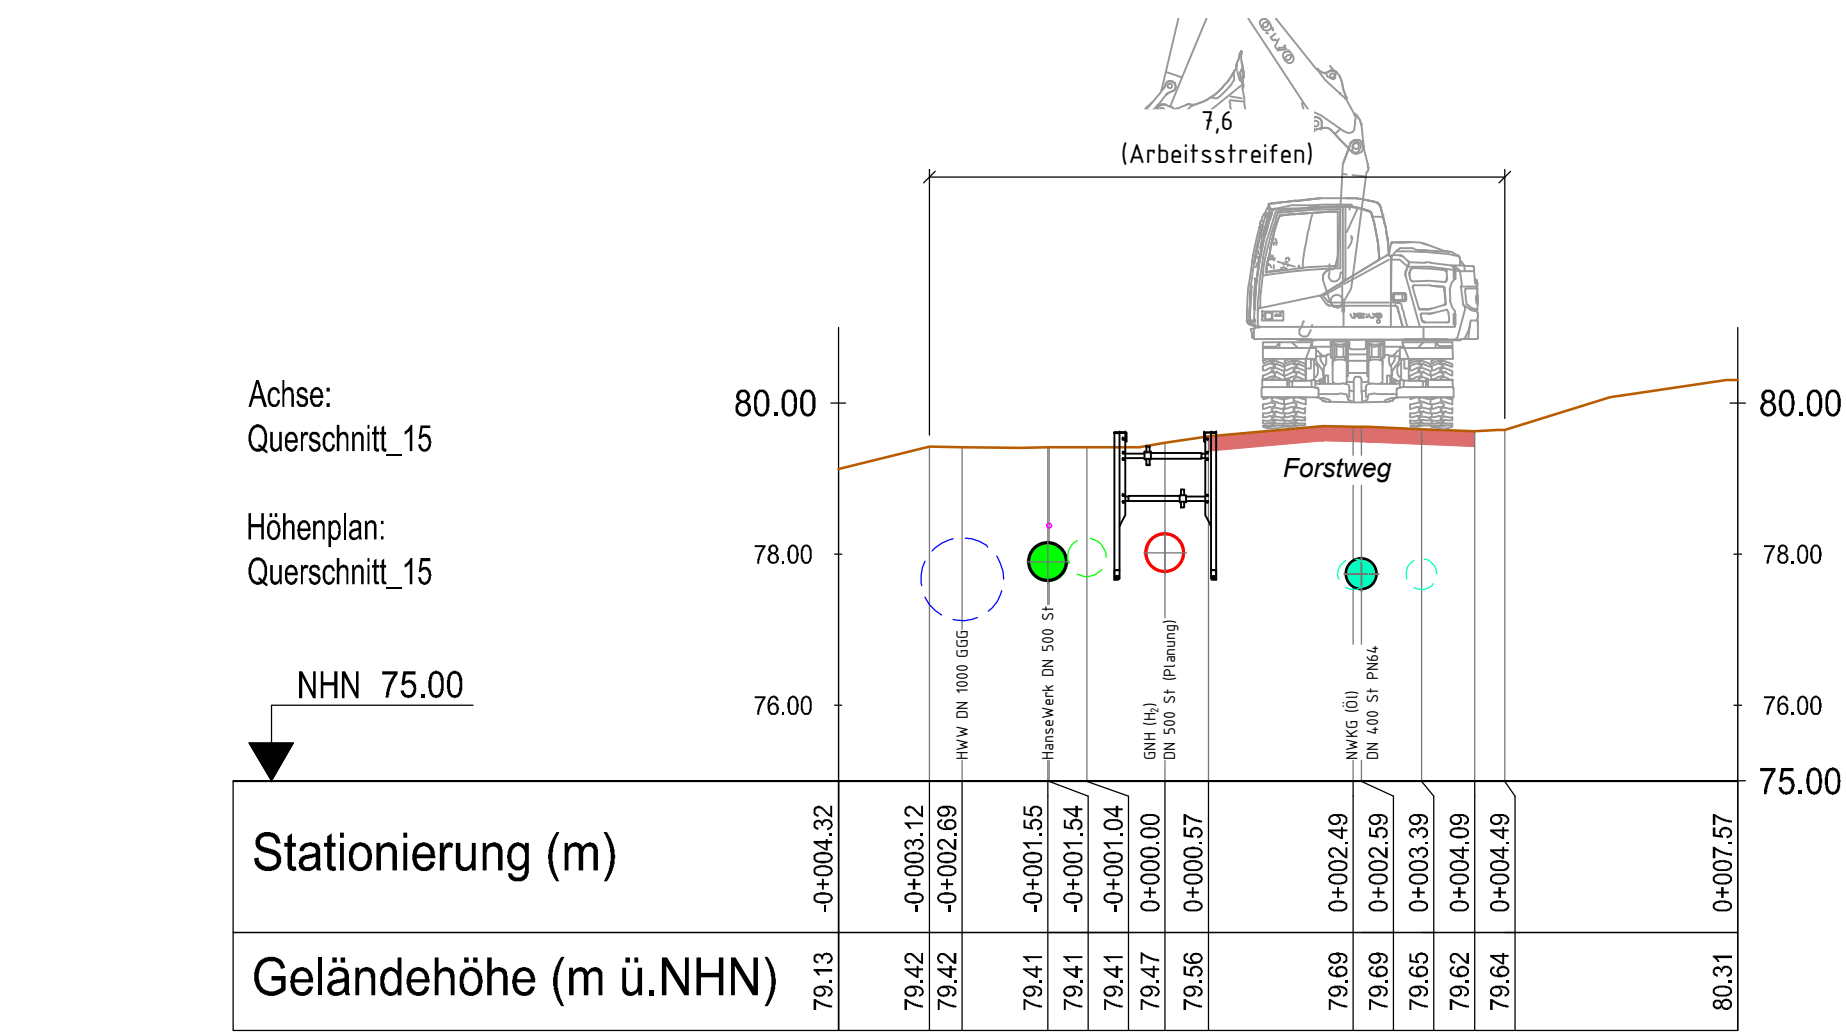 7,6
(Arbeitsstreifen)
Achse:
Querschnitt_15
Höhenplan:
Querschnitt_15
NHN 75.00
80.00
78.00
76.00
80.00
78.00
76.00
75.00
Forstweg
HWW DN 1000 GGG
HanseWerk DN 500 St
GNH (H₂)
DN 500 St (Planung)
NWKG (Öl)
DN 400 St PN64
Stationierung (m)
-0+004.32
-0+003.12
-0+002.69
-0+001.55
-0+001.54
-0+001.04
0+000.00
0+000.57
0+002.49
0+002.59
0+003.39
0+004.09
0+004.49
0+007.57
Geländehöhe (m ü.NHN)
79.13
79.42
79.42
79.41
79.41
79.41
79.47
79.56
79.69
79.69
79.65
79.62
79.64
80.31